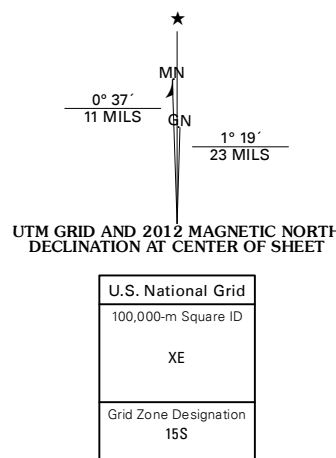 ★
MN
0° 37´
11 MILS
GN
1° 19´
23 MILS
UTM GRID AND 2012 MAGNETIC NORTH
DECLINATION AT CENTER OF SHEET
U.S. National Grid
100,000-m Square ID
XE
Grid Zone Designation
15S